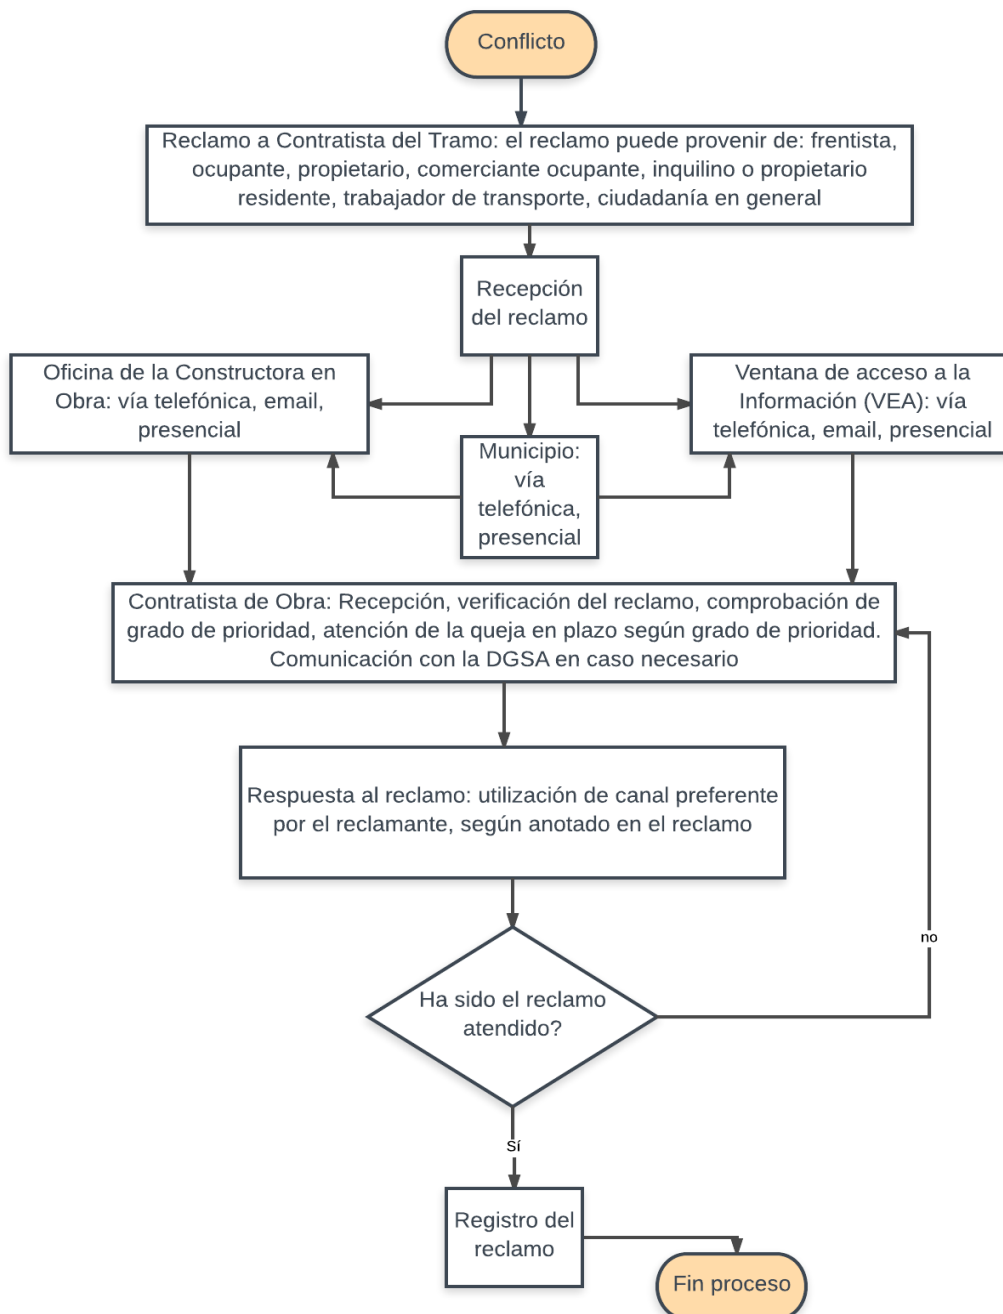 Conflicto
Reclamo a Contratista del Tramo: el reclamo puede provenir de: frentista,
ocupante, propietario, comerciante ocupante, inquilino o propietario
residente, trabajador de transporte, ciudadanía en general
Recepción
del reclamo
Oficina de la Constructora en
Obra: vía telefónica, email,
presencial
Ventana de acceso a la
Información (VEA): vía
telefónica, email, presencial
Municipio:
vía
telefónica,
presencial
Contratista de Obra: Recepción, verificación del reclamo, comprobación de
grado de prioridad, atención de la queja en plazo según grado de prioridad.
Comunicación con la DGSA en caso necesario
Respuesta al reclamo: utilización de canal preferente
por el reclamante, según anotado en el reclamo
no
Ha sido el reclamo
atendido?
Sí
Registro del
reclamo
Fin proceso